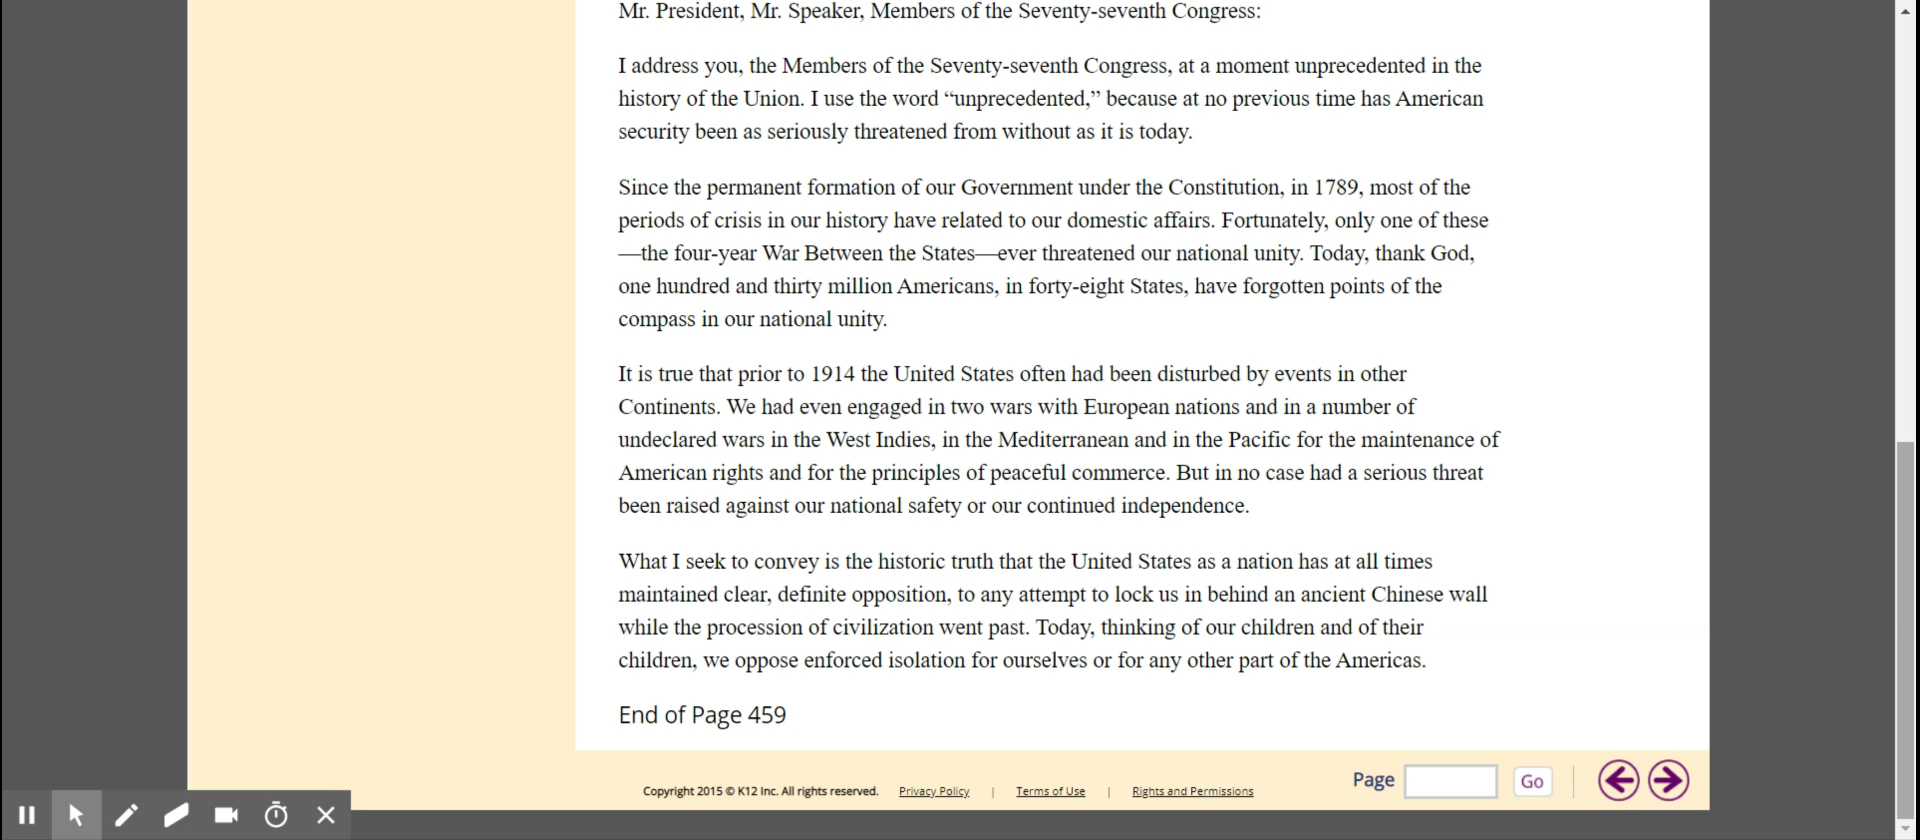 Mr. President, Mr. Speaker, Members of the Seventy-seventh Congress:
I address you, the Members of the Seventy-seventh Congress, at a moment unprecedented in the
history of the Union. I use the word “unprecedented,” because at no previous time has American
security been as seriously threatened from without as it is today.
Since the permanent formation of our Government under the Constitution, in 1789, most of the
periods of crisis in our history have related to our domestic affairs. Fortunately, only one of these
—the four-year War Between the States—ever threatened our national unity. Today, thank God,
one hundred and thirty million Americans, in forty-eight States, have forgotten points of the
compass in our national unity.
It is true that prior to 1914 the United States often had been disturbed by events in other
Continents. We had even engaged in two wars with European nations and in a number of
undeclared wars in the West Indies, in the Mediterranean and in the Pacific for the maintenance of
American rights and for the principles of peaceful commerce. But in no case had a serious threat
been raised against our national safety or our continued independence.
What I seek to convey is the historic truth that the United States as a nation has at all times
maintained clear, definite opposition, to any attempt to lock us in behind an ancient Chinese wall
while the procession of civilization went past. Today, thinking of our children and of their
children, we oppose enforced isolation for ourselves or for any other part of the Americas.
End of Page 459
Page Go
Copyright 2015 © K12 Inc. All rights reserved. Privacy Policy | Terms of Use | Rights and Permissions